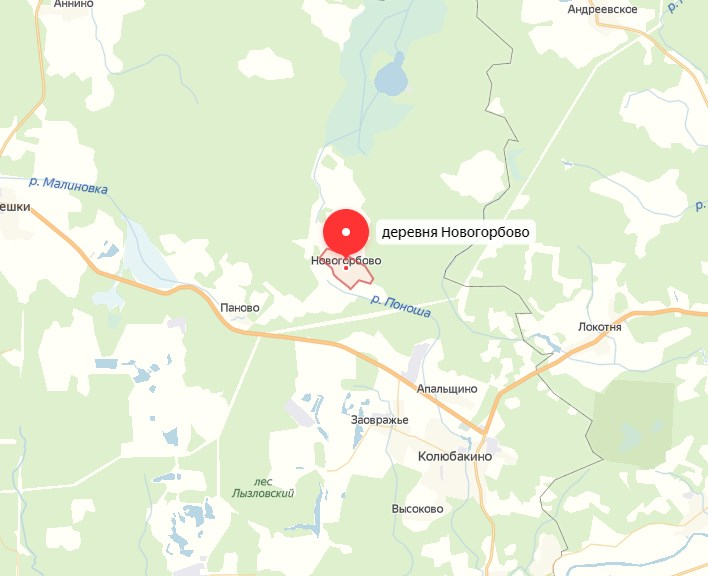 Аннино
Андреевское
р. Малиновка
ешки
деревня Новогорбово
Новогорбово
р. Поноша
Паново
Локотня
Апальщино
Заовражье
Колюбакино
лес
Лызловский
Высоково
р.